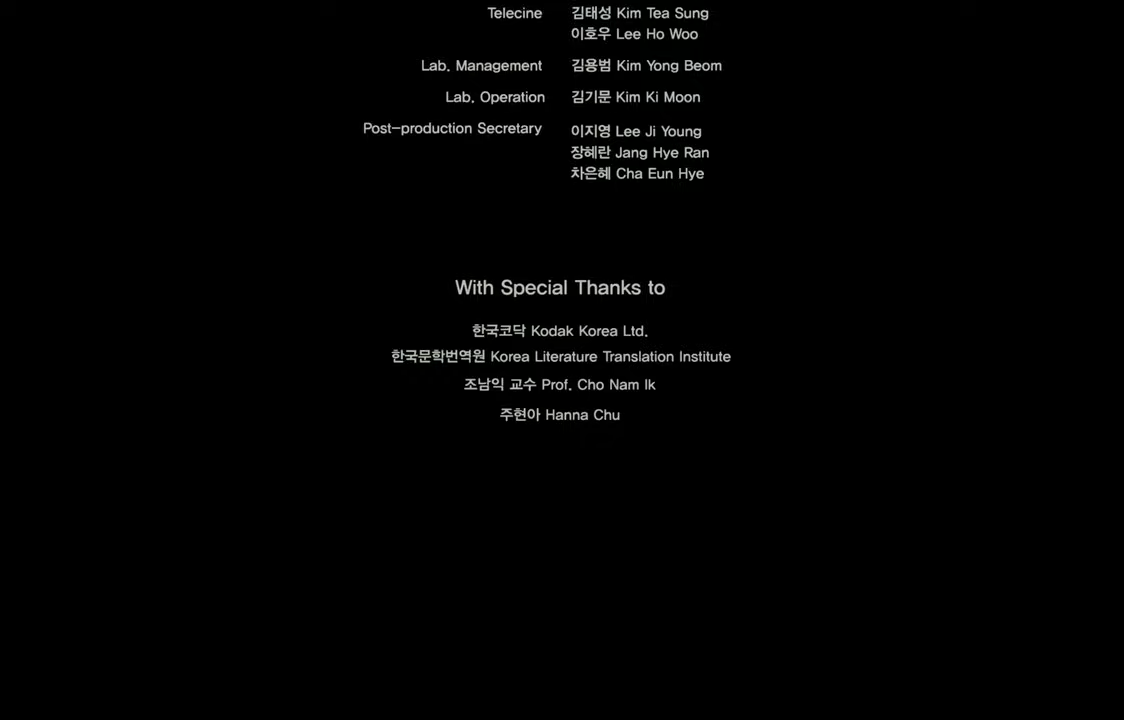 Telecine 김태성 Kim Tea Sung
이호우 Lee Ho Woo
Lab. Management 김용범 Kim Yong Beom
Lab. Operation 김기문 Kim Ki Moon
Post-production Secretary 이지영 Lee Ji Young
장혜란 Jang Hye Ran
차은혜 Cha Eun Hye
With Special Thanks to
한국코닥 Kodak Korea Ltd.
한국문학번역원 Korea Literature Translation Institute
조남익 교수 Prof. Cho Nam Ik
주현아 Hanna Chu